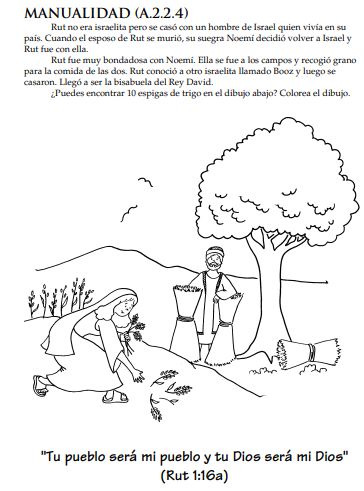 MANUALIDAD (A.2.2.4)
Rut no era israelita pero se casó con un hombre de Israel quien vivía en su
país. Cuando el esposo de Rut se murió, su suegra Noemí decidió volver a Israel y
Rut fue con ella.
Rut fue muy bondadosa con Noemí. Ella se fue a los campos y recogió grano
para la comida de las dos. Rut conoció a otro israelita llamado Booz y luego se
casaron. Llegó a ser la bisabuela del Rey David.
¿Puedes encontrar 10 espigas de trigo en el dibujo abajo? Colorea el dibujo.
"Tu pueblo será mi pueblo y tu Dios será mi Dios"
(Rut 1:16a)